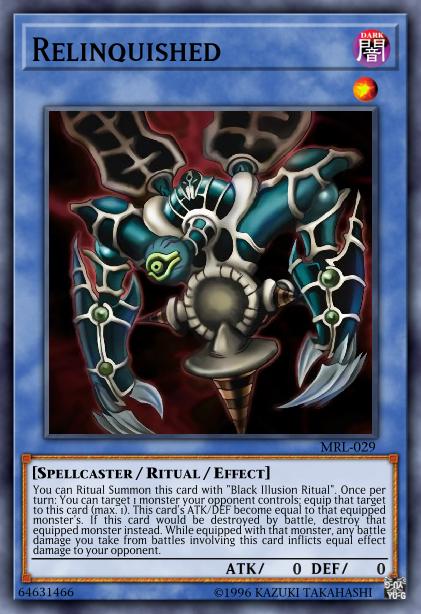 RELINQUISHED
DARK
闇
MRL-029
[SPELLCASTER / RITUAL / EFFECT]
You can Ritual Summon this card with "Black Illusion Ritual". Once per
turn: You can target 1 monster your opponent controls; equip that target
to this card (max. 1). This card's ATK/DEF become equal to that equipped
monster's. If this card would be destroyed by battle, destroy that
equipped monster instead. While equipped with that monster, any battle
damage you take from battles involving this card inflicts equal effect
damage to your opponent.
ATK/ 0 DEF/ 0
64631466
©1996 KAZUKI TAKAHASHI